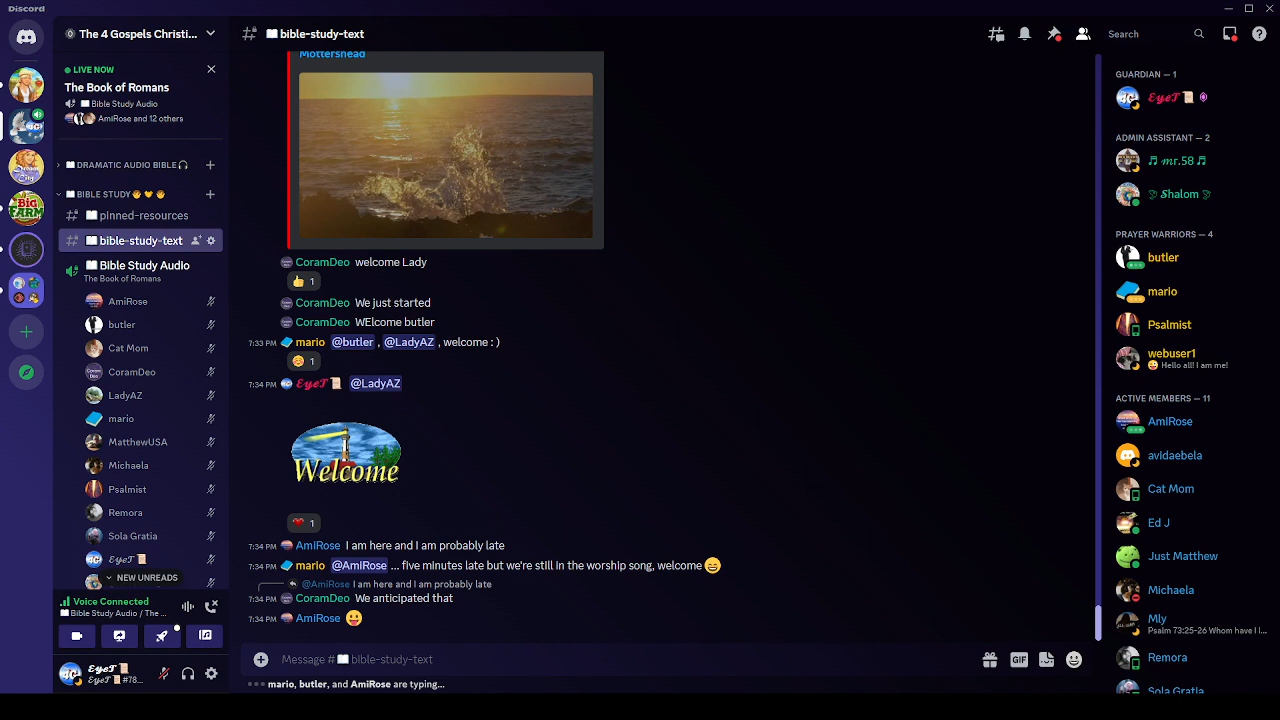 Discord
The 4 Gospels Christi...
LIVE NOW
The Book of Romans
Bible Study Audio
AmiRose and 12 others
DRAMATIC AUDIO BIBLE
BIBLE STUDY
pinned-resources
bible-study-text
Bible Study Audio
The Book of Romans
AmiRose
butler
Cat Mom
CoramDeo
LadyAZ
mario
MatthewUSA
Michaela
Psalmist
Remora
Sola Gratia
𝓔𝔂𝓮𝓣
NEW UNREADS
Voice Connected
Bible Study Audio / The ...
𝓔𝔂𝓮𝓣
𝓔𝔂𝓮𝓣 #78...
bible-study-text
Mottershead
CoramDeo welcome Lady
1
CoramDeo We just started
CoramDeo WElcome butler
7:33 PM mario @butler , @LadyAZ , welcome : )
1
7:34 PM 𝓔𝔂𝓮𝓣 @LadyAZ
Welcome
1
7:34 PM AmiRose I am here and I am probably late
7:34 PM mario @AmiRose ... five minutes late but we're still in the worship song, welcome
@AmiRose I am here and I am probably late
7:34 PM CoramDeo We anticipated that
7:34 PM AmiRose
Message # bible-study-text
GIF
mario, butler, and AmiRose are typing...
Search
GUARDIAN — 1
𝓔𝔂𝓮𝓣
ADMIN ASSISTANT — 2
♬ 𝓶𝓻.58 ♬
🕊 𝓢halom 🕊
PRAYER WARRIORS — 4
butler
mario
Psalmist
webuser1
Hello all! I am me!
ACTIVE MEMBERS — 11
AmiRose
avidaebela
Cat Mom
Ed J
Just Matthew
Michaela
Mly
Psalm 73:25-26 Whom have I i...
Remora
Sola Gratia